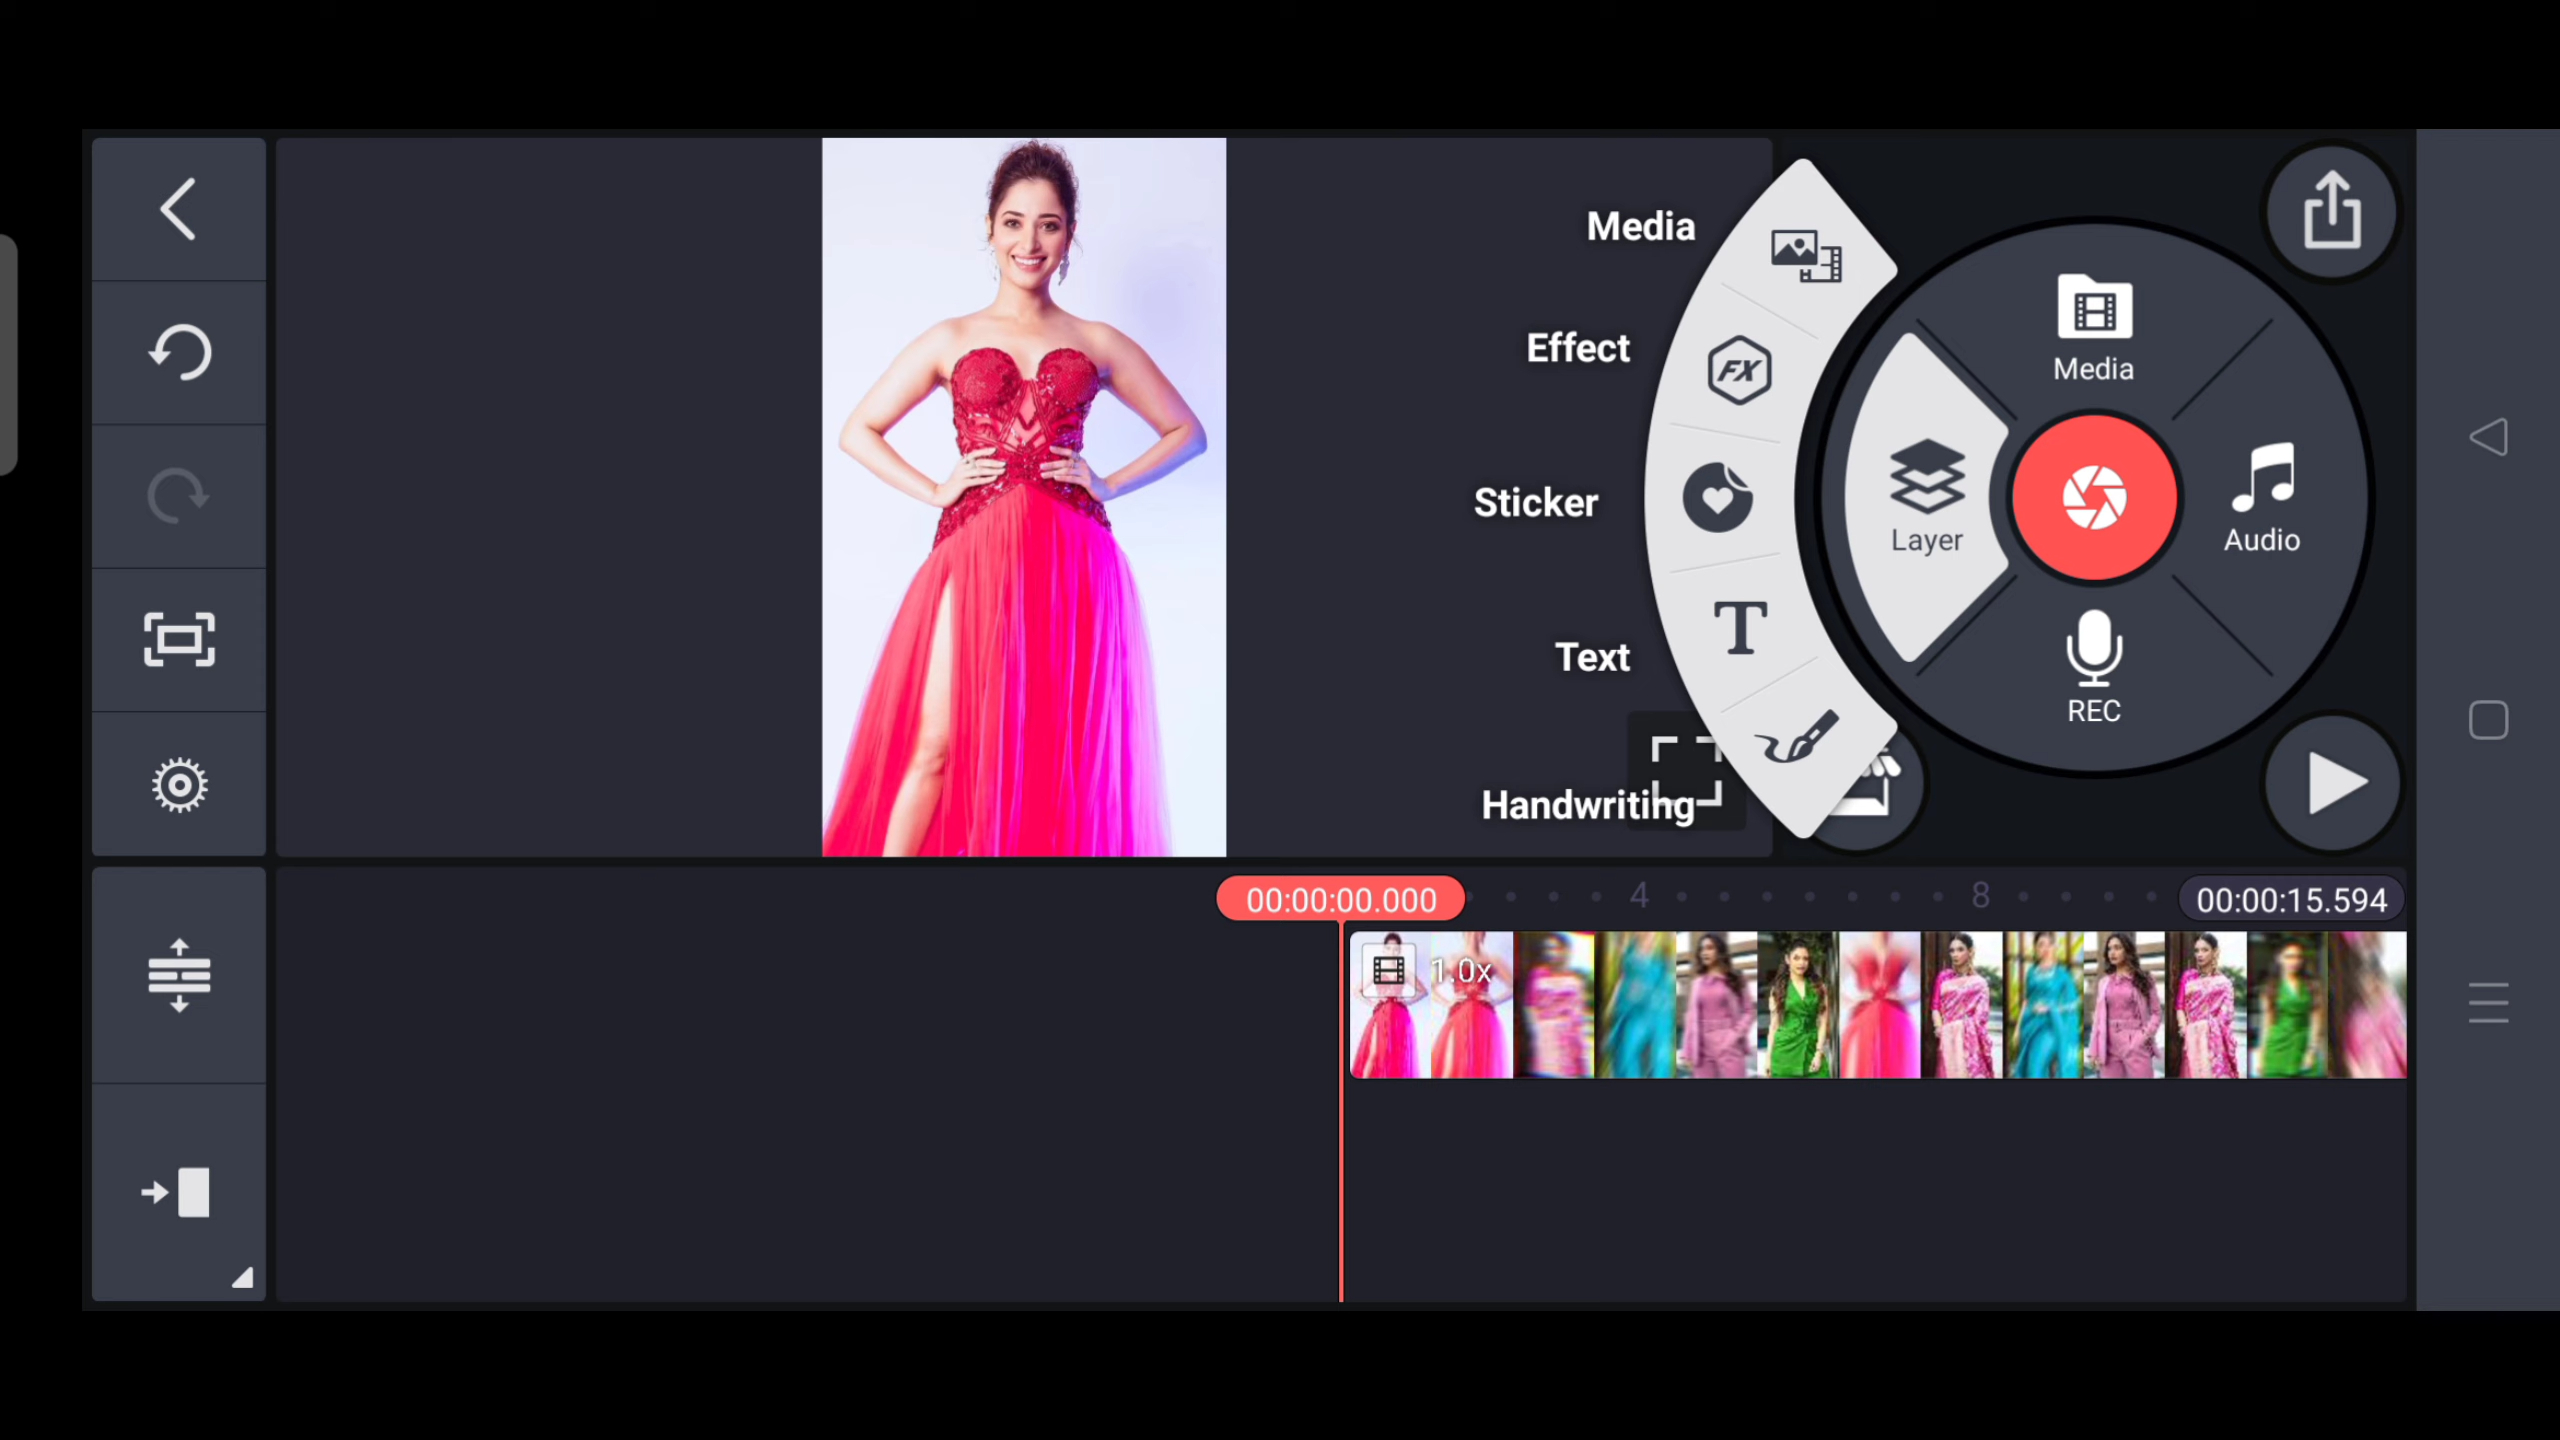 Media
Effect
Sticker
Text
Handwriting
FX
T
Media
Layer
Audio
REC
00:00:00.000
4
8
00:00:15.594
1.0x